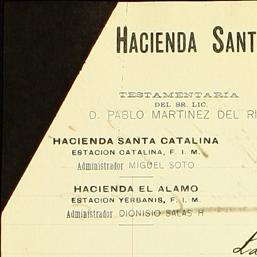 HACIENDA SANT
TESTAMENTARIA
DEL SR. LIC.
D. PABLO MARTINEZ DEL RI
HACIENDA SANTA CATALINA
ESTACION CATALINA, F. I. M.
Administrador MIGUEL SOTO
HACIENDA EL ALAMO
ESTACION YERBANIS, F. I. M.
Administrador DIONISIO SALAS H